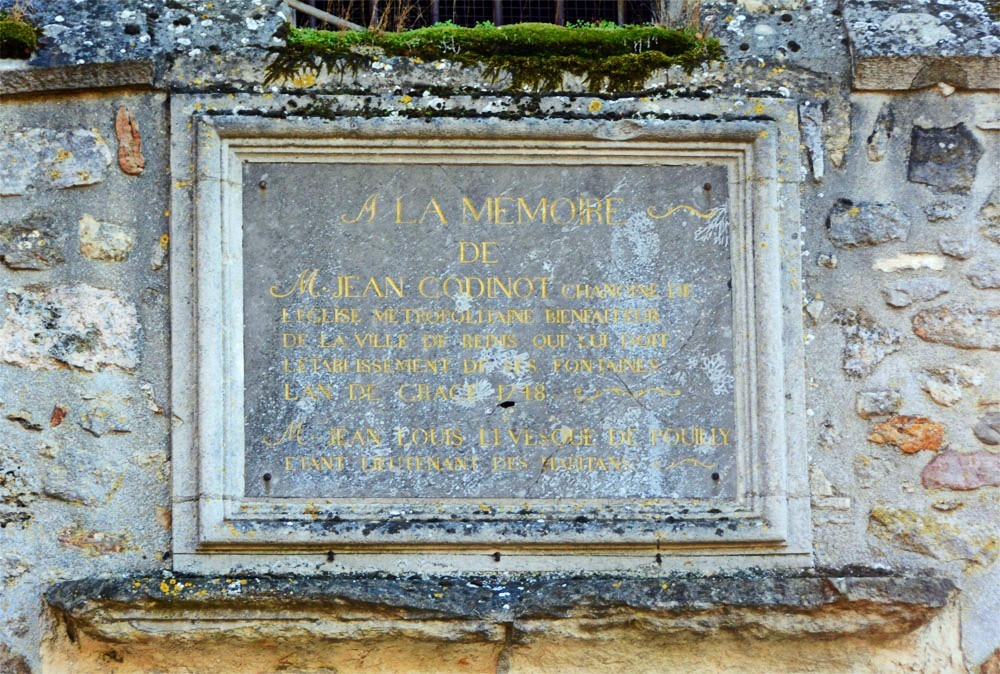 A LA MÉMOIRE
DE
M. JEAN GODINOT CHANOINE DE
L'EGLISE METROPOLITAINE BIENFAITEUR
DE LA VILLE DE REIMS QUI LUI DOIT
L'ETABLISSEMENT DE SES FONTAINES
L'AN DE GRACE 1748.
M. JEAN LOUIS LEVESQUE DE POUILLY
ETANT LIEUTENANT DES HABITANS